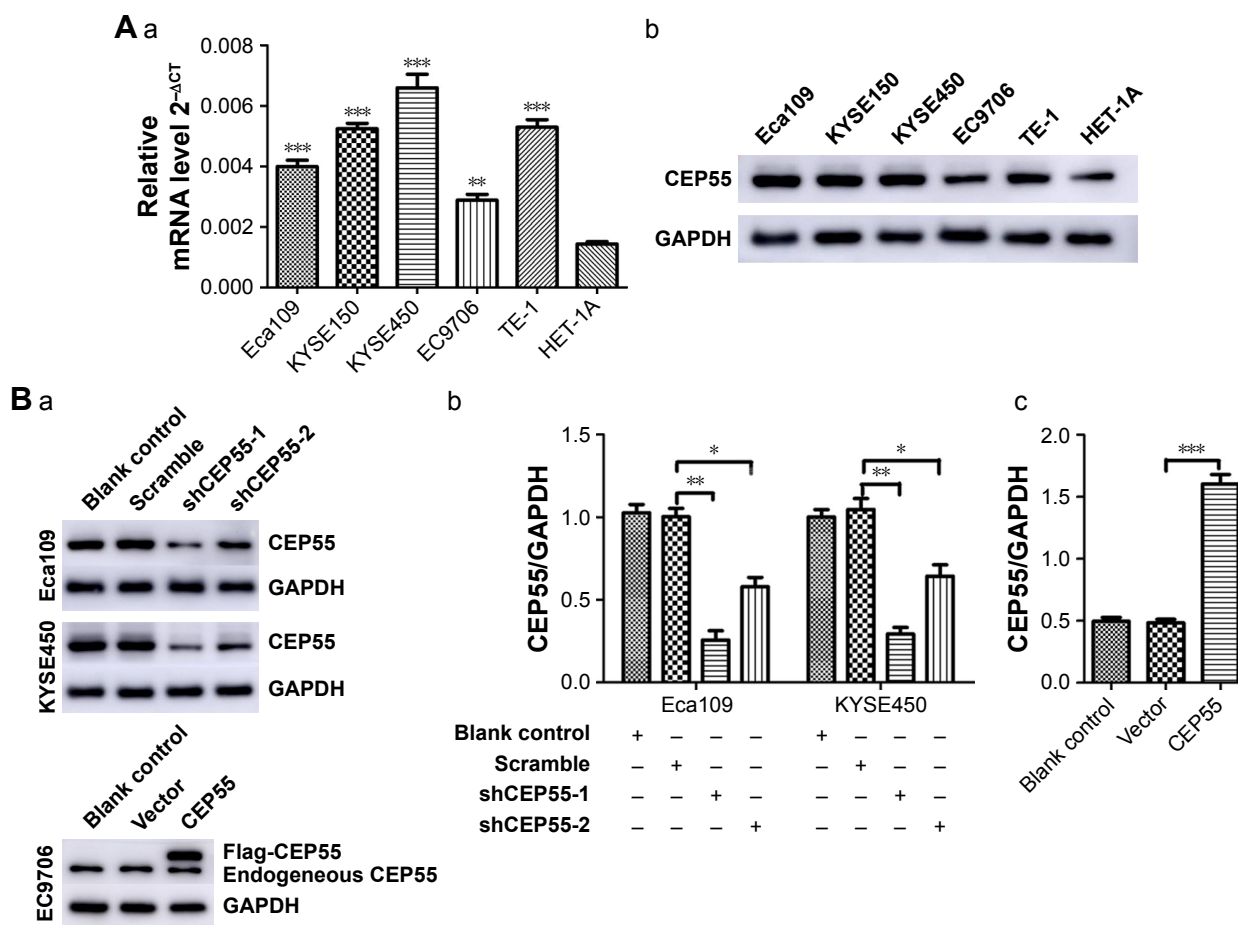 A a
Relative
mRNA level 2–ΔCT
0.008
0.006
0.004
0.002
0.000
***
***
***
**
***
Eca109
KYSE150
KYSE450
EC9706
TE-1
HET-1A
b
Eca109
KYSE150
KYSE450
EC9706
TE-1
HET-1A
CEP55
GAPDH
B a
Blank control
Scramble
shCEP55-1
shCEP55-2
Eca109
CEP55
GAPDH
KYSE450
CEP55
GAPDH
Blank control
Vector
CEP55
EC9706
Flag-CEP55
Endogeneous CEP55
GAPDH
b
CEP55/GAPDH
1.5
1.0
0.5
0.0
*
**
*
**
Eca109 KYSE450
Blank control + – – – + – – –
Scramble – + – – – + – –
shCEP55-1 – – + – – – + –
shCEP55-2 – – – + – – – +
c
CEP55/GAPDH
2.0
1.5
1.0
0.5
0.0
***
Blank control
Vector
CEP55